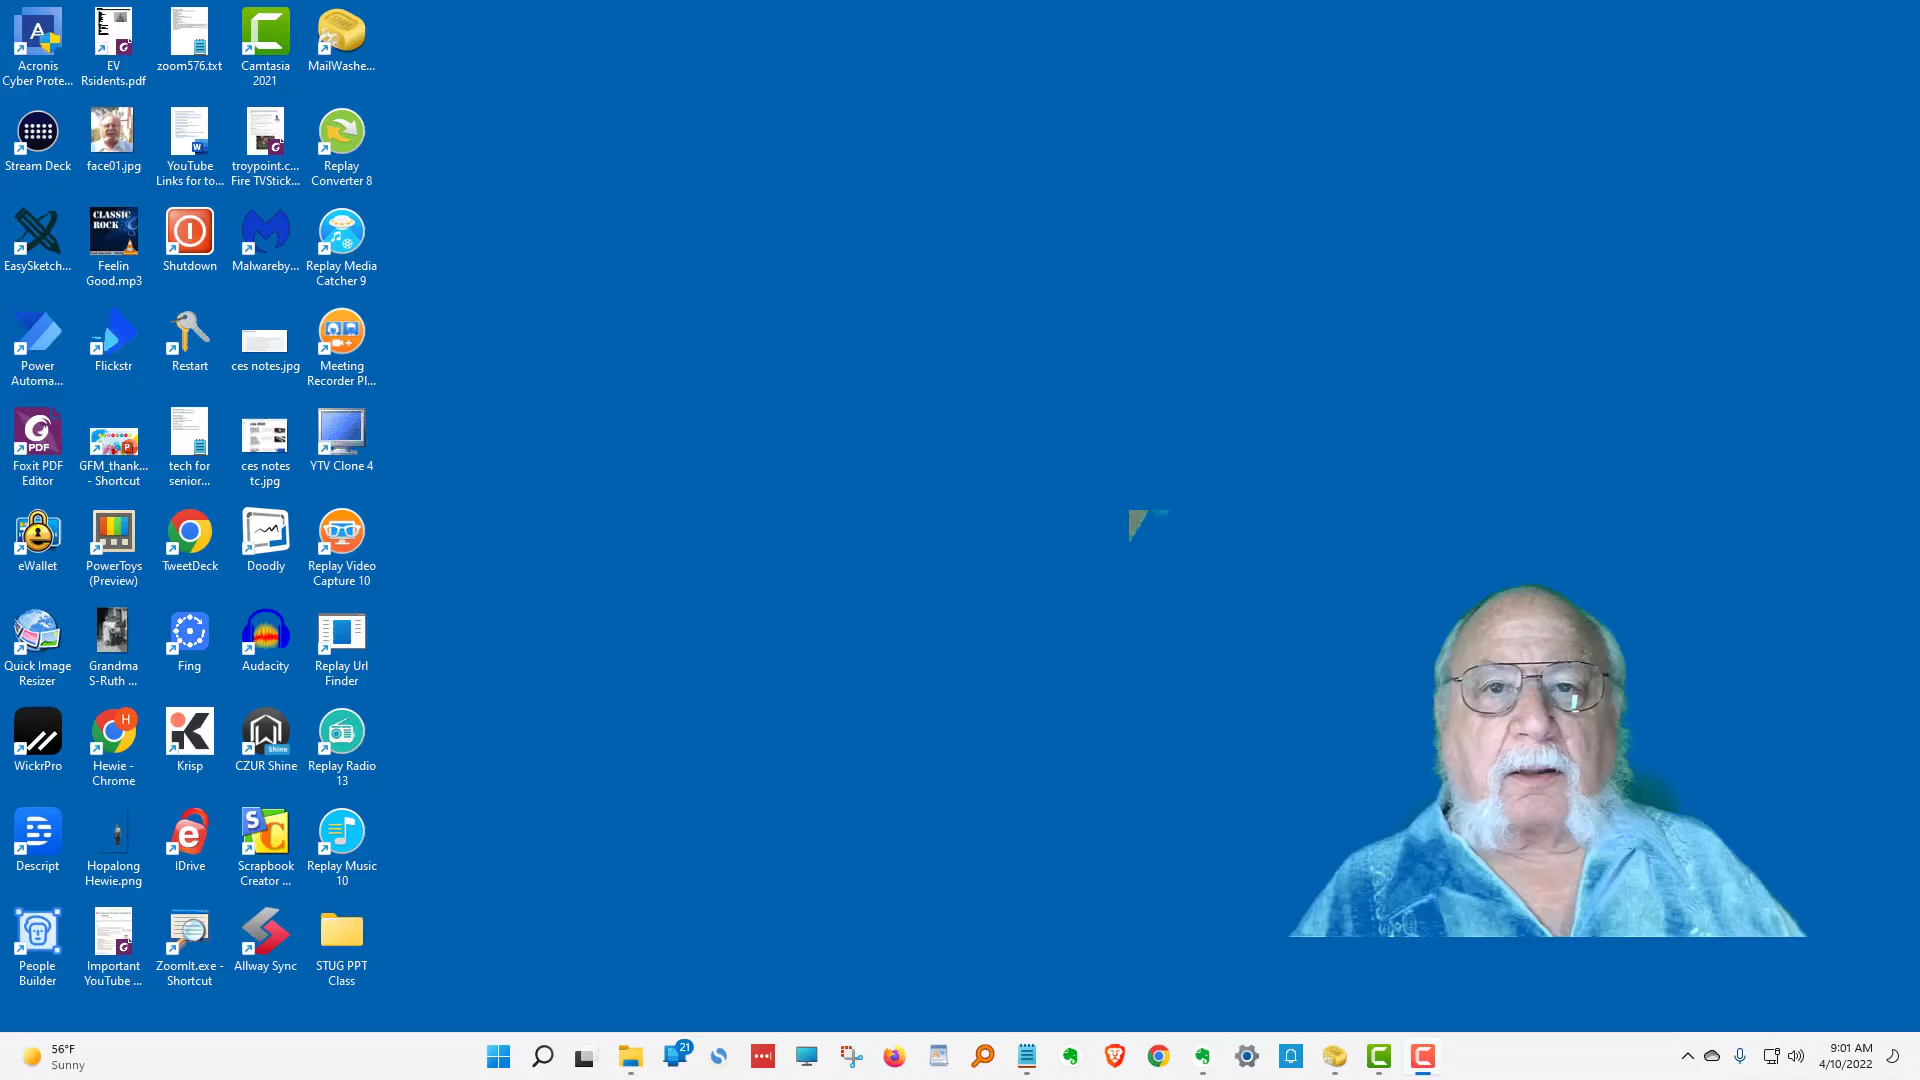 Acronis
Cyber Prote...
EV
Rsidents.pdf
zoom576.txt
Camtasia
2021
MailWashe...
Stream Deck
face01.jpg
YouTube
Links for to...
troypoint.c...
Fire TVStick...
Replay
Converter 8
EasySketch...
CLASSIC
ROCK
Feelin
Good.mp3
Shutdown
Malwareby...
Replay Media
Catcher 9
Power
Automa...
Flickstr
Restart
ces notes.jpg
Meeting
Recorder Pl...
PDF
Foxit PDF
Editor
GFM_thank...
- Shortcut
tech for
senior...
ces notes
tc.jpg
YTV Clone 4
eWallet
PowerToys
(Preview)
TweetDeck
Doodly
Replay Video
Capture 10
Quick Image
Resizer
Grandma
S-Ruth ...
Fing
Audacity
Replay Url
Finder
WickrPro
H
Hewie -
Chrome
Krisp
Shine
CZUR Shine
Replay Radio
13
Descript
Hopalong
Hewie.png
IDrive
Scrapbook
Creator ...
Replay Music
10
People
Builder
Important
YouTube ...
ZoomIt.exe -
Shortcut
Allway Sync
STUG PPT
Class
56°F
Sunny
21
9:01 AM
4/10/2022